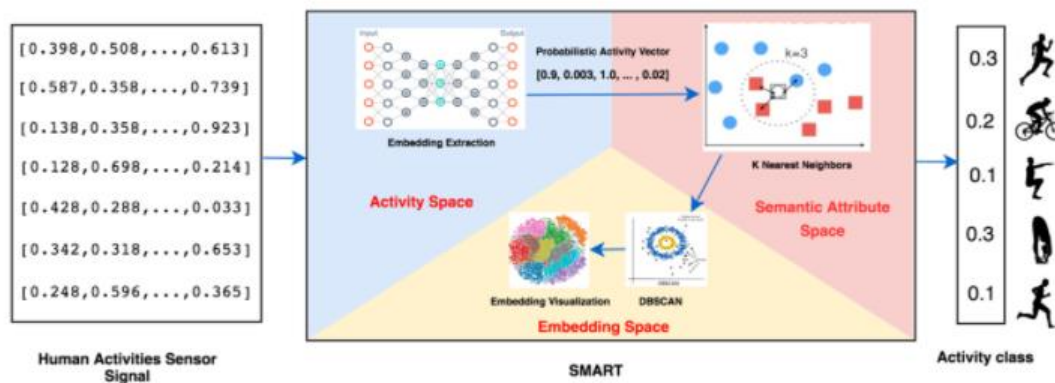 [0.398,0.508,...,0.613]
[0.587,0.358,...,0.739]
[0.138,0.358,...,0.923]
[0.128,0.698,...,0.214]
[0.428,0.288,...,0.033]
[0.342,0.318,...,0.653]
[0.248,0.596,...,0.365]
Human Activities Sensor
Signal
Input
Output
Embedding Extraction
Probabilistic Activity Vector
[0.9, 0.003, 1.0, ... , 0.02]
k=3
K Nearest Neighbors
Activity Space
Semantic Attribute
Space
Embedding Visualization
DBSCAN
DBSCAN
Embedding Space
SMART
0.3
0.2
0.1
0.3
0.1
Activity class